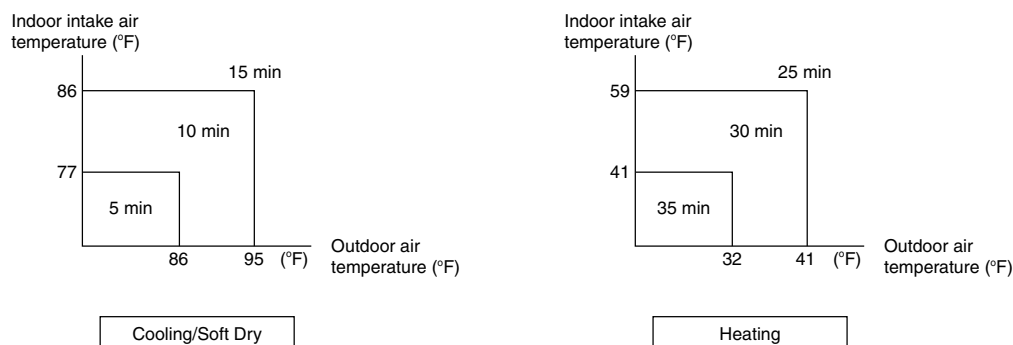 Indoor intake air
temperature (°F)
15 min
86
10 min
77
5 min
86 95 (°F)
Outdoor air
temperature (°F)
Cooling/Soft Dry
Indoor intake air
temperature (°F)
25 min
59
30 min
41
35 min
32 41 (°F)
Outdoor air
temperature (°F)
Heating